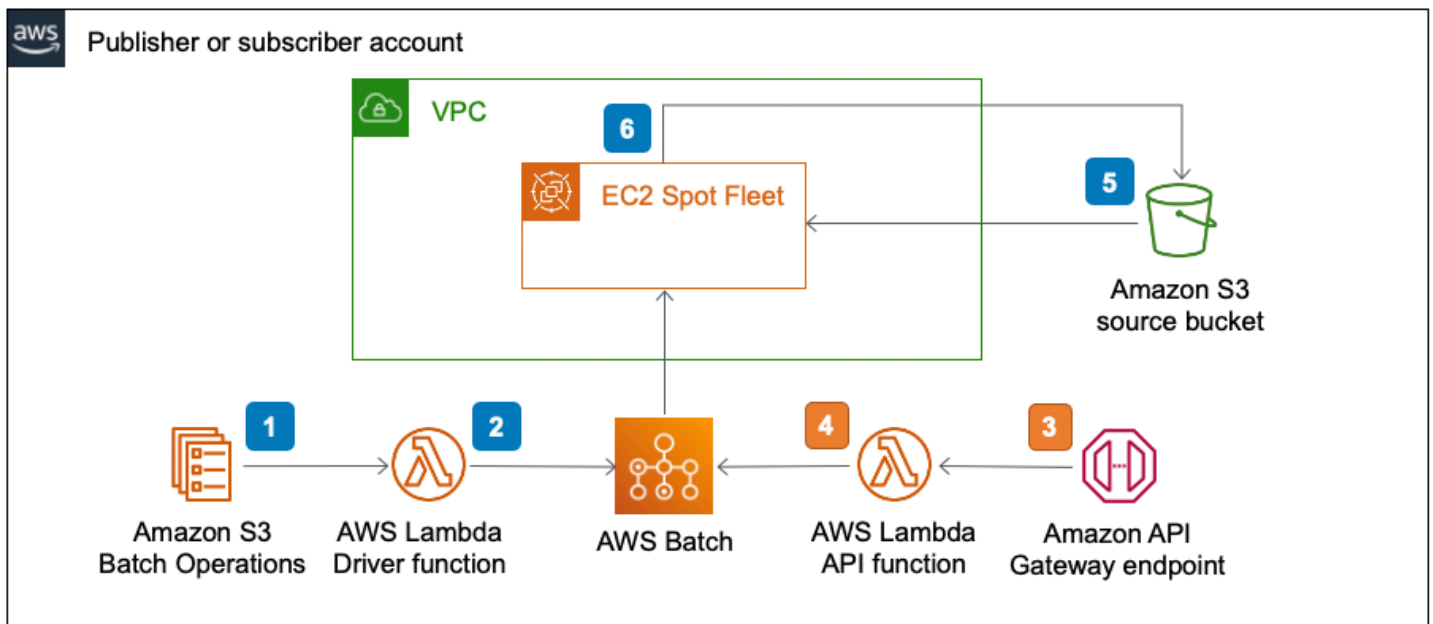 aws
Publisher or subscriber account
VPC
6
EC2 Spot Fleet
5
Amazon S3
source bucket
1
2
4
3
Amazon S3
Batch Operations
AWS Lambda
Driver function
AWS Batch
AWS Lambda
API function
Amazon API
Gateway endpoint